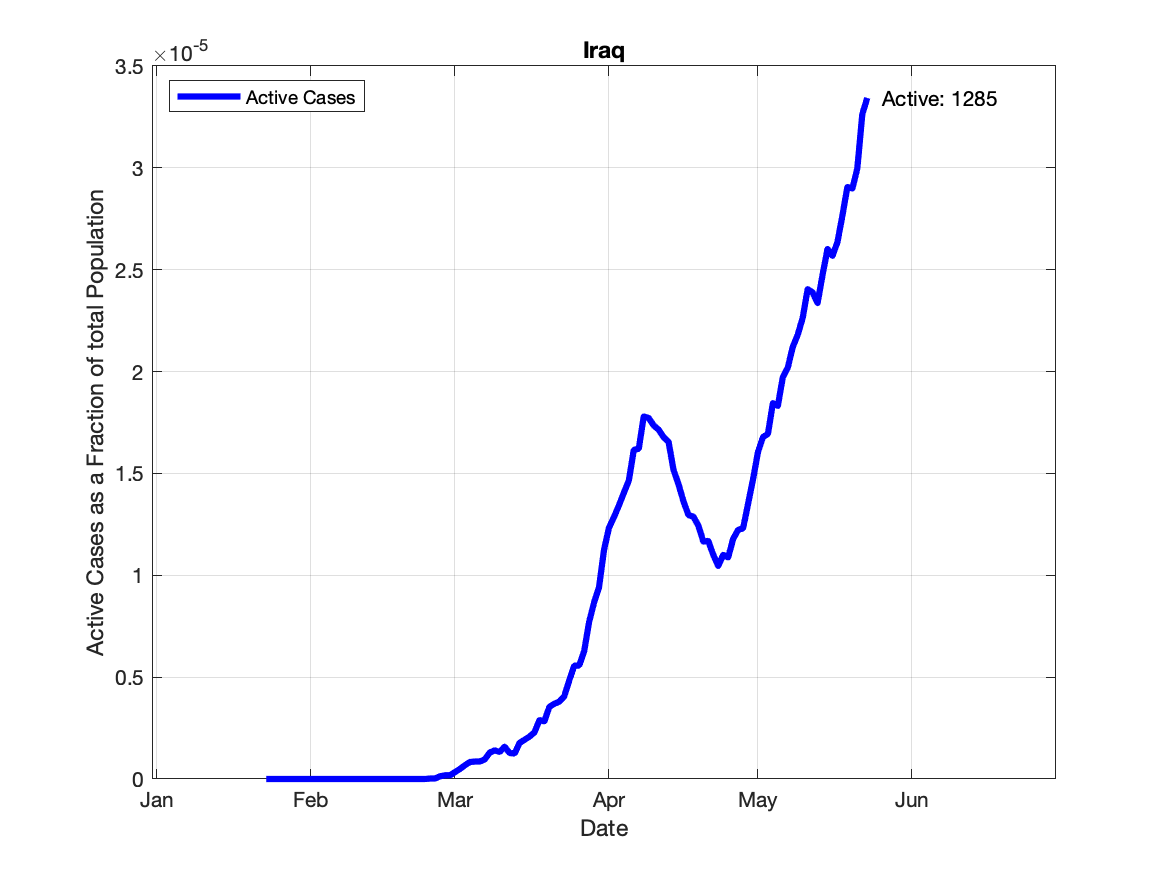 Iraq
×10-5
3.5
3
2.5
2
1.5
1
0.5
0
Active Cases as a Fraction of total Population
Active Cases
Active: 1285
Jan Feb Mar Apr May Jun
Date